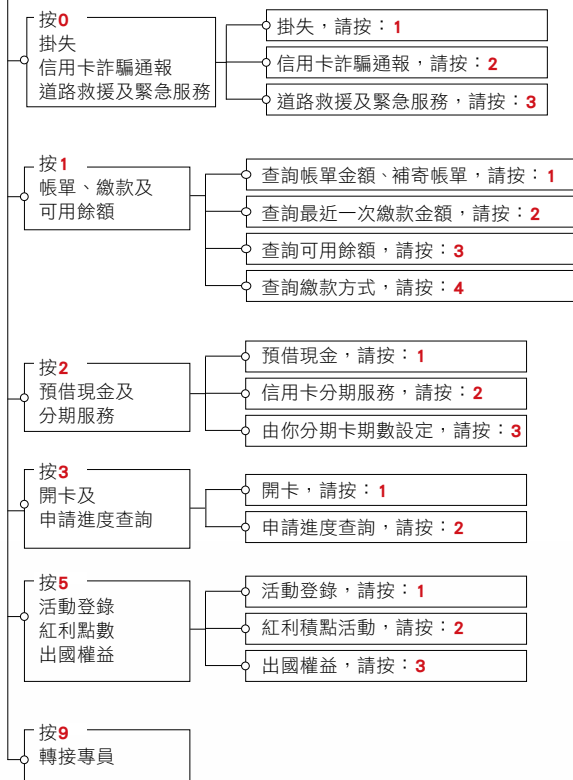 按0
掛失
信用卡詐騙通報
道路救援及緊急服務
掛失，請按：1
信用卡詐騙通報，請按：2
道路救援及緊急服務，請按：3
按1
帳單、繳款及
可用餘額
查詢帳單金額、補寄帳單，請按：1
查詢最近一次繳款金額，請按：2
查詢可用餘額，請按：3
查詢繳款方式，請按：4
按2
預借現金及
分期服務
預借現金，請按：1
信用卡分期服務，請按：2
由你分期卡期數設定，請按：3
按3
開卡及
申請進度查詢
開卡，請按：1
申請進度查詢，請按：2
按5
活動登錄
紅利點數
出國權益
活動登錄，請按：1
紅利積點活動，請按：2
出國權益，請按：3
按9
轉接專員